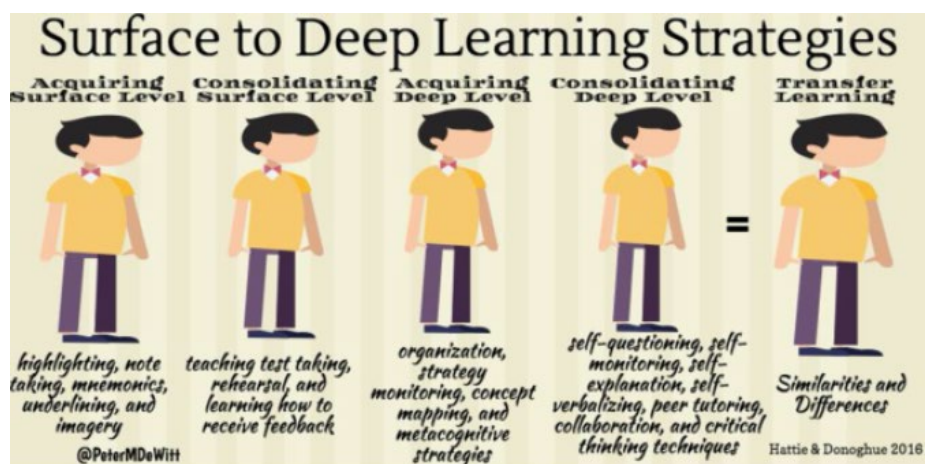 Surface to Deep Learning Strategies
Acquiring
Surface Level
Consolidating
Surface Level
Acquiring
Deep Level
Consolidating
Deep Level
Transfer
Learning
=
highlighting, note
taking, mnemonics,
underlining, and
imagery
teaching test taking,
rehearsal, and
learning how to
receive feedback
organization,
strategy
monitoring, concept
mapping, and
metacognitive
strategies
self-questioning, self-
monitoring, self-
explanation, self-
verbalizing, peer tutoring,
collaboration, and critical
thinking techniques
Similarities and
Differences
@PeterMDeWitt
Hattie & Donoghue 2016